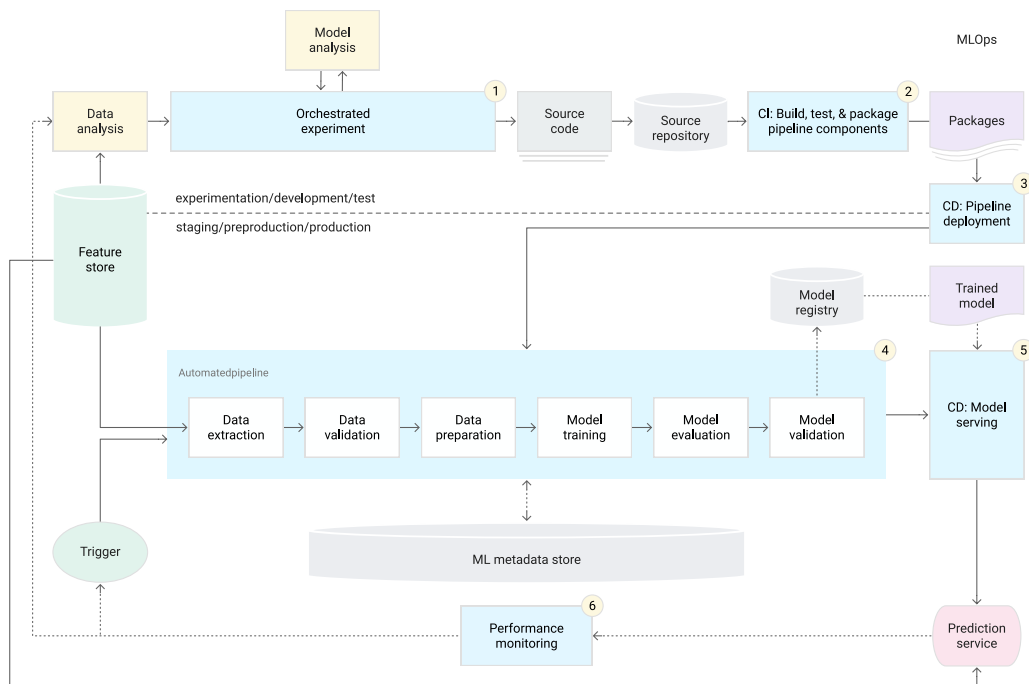 Model
analysis
MLOps
1
2
Data
analysis
Orchestrated
experiment
Source
code
Source
repository
CI: Build, test, & package
pipeline components
Packages
3
experimentation/development/test
CD: Pipeline
deployment
staging/preproduction/production
Feature
store
Model
registry
Trained
model
4
5
Automatedpipeline
CD: Model
serving
Data
extraction
Data
validation
Data
preparation
Model
training
Model
evaluation
Model
validation
Trigger
ML metadata store
6
Performance
monitoring
Prediction
service